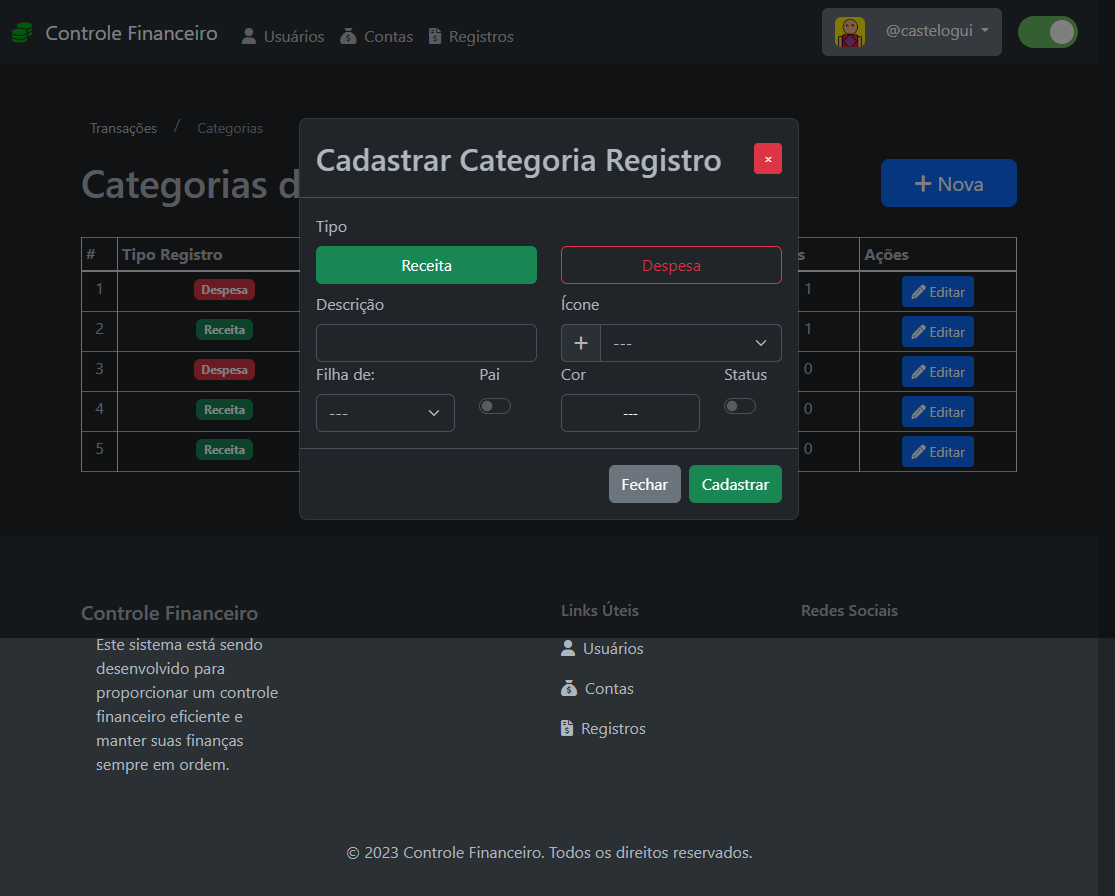 Controle Financeiro Usuários Contas Registros @castelogui
Transações / Categorias
Categorias d
+ Nova
Cadastrar Categoria Registro
×
Tipo
Receita Despesa
Descrição Ícone
+ ---
Filha de: Pai Cor Status
--- ---
Fechar Cadastrar
# Tipo Registro s Ações
1 Despesa 1 Editar
2 Receita 1 Editar
3 Despesa 0 Editar
4 Receita 0 Editar
5 Receita 0 Editar
Controle Financeiro
Este sistema está sendo
desenvolvido para
proporcionar um controle
financeiro eficiente e
manter suas finanças
sempre em ordem.
Links Úteis
Usuários
Contas
Registros
Redes Sociais
© 2023 Controle Financeiro. Todos os direitos reservados.